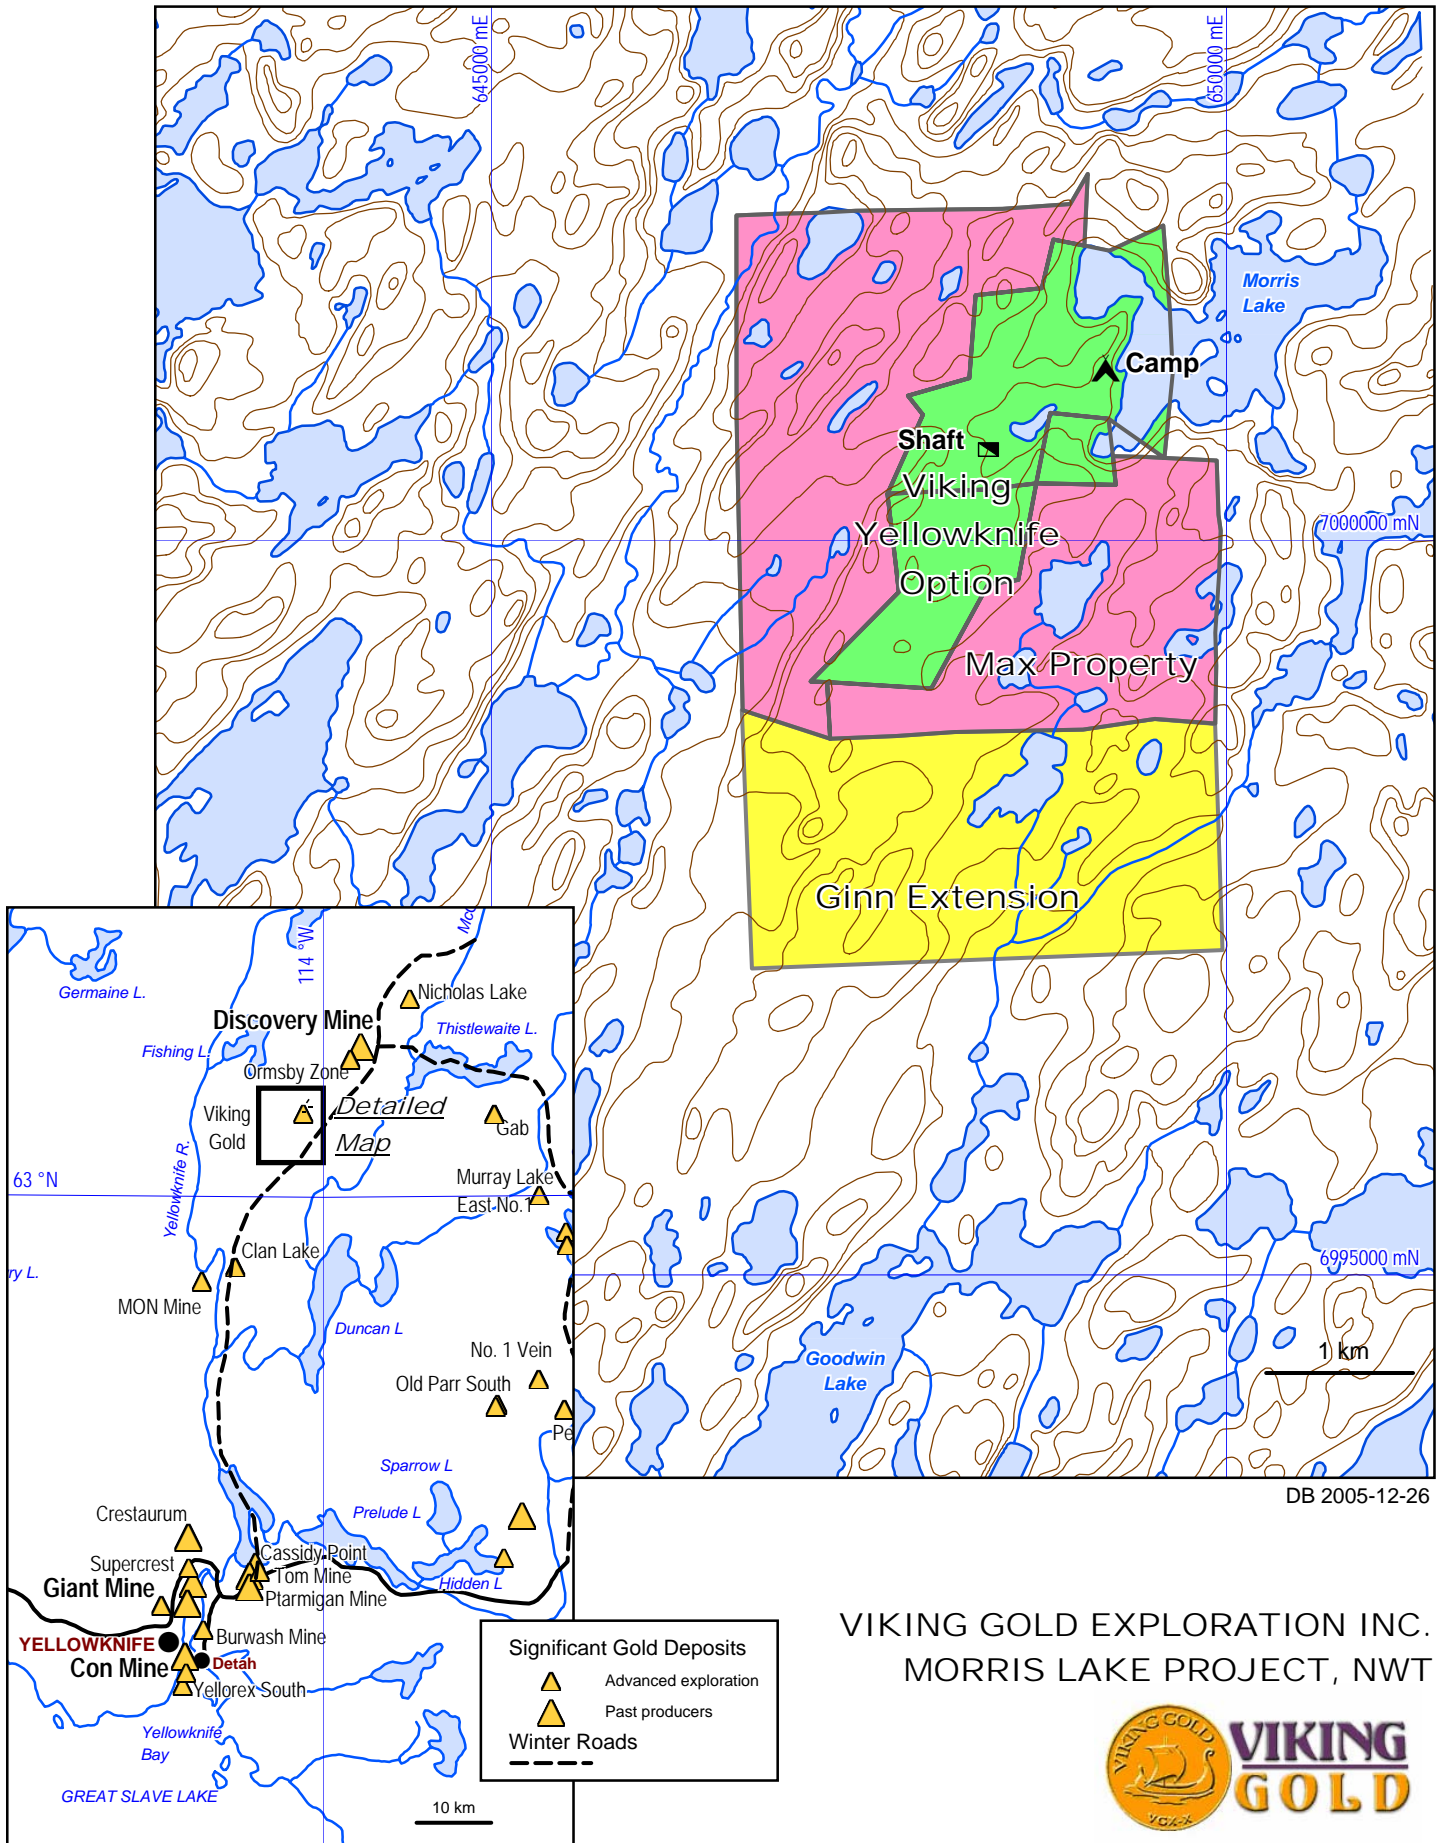 645000 mE
650000 mE
Morris
Lake
Camp
Shaft
Viking
Yellowknife
Option
7000000 mN
Max Property
Ginn Extension
6995000 mN
Goodwin
Lake
1 km
DB 2005-12-26
114 °W
Germaine L.
Nicholas Lake
Discovery Mine
Thistlewaite L.
Fishing L.
Ormsby Zone
Viking
Gold
Detailed
Map
Gab
Yellowknife R.
63 °N
Murray Lake
East No.1
Clan Lake
ry L.
MON Mine
Duncan L
No. 1 Vein
Old Parr South
Pe
Sparrow L
Prelude L
Crestaurum
Cassidy Point
Supercrest
Tom Mine
Giant Mine
Hidden L
Ptarmigan Mine
Burwash Mine
YELLOWKNIFE
Con Mine
Detah
Yellorex South
Yellowknife
Bay
GREAT SLAVE LAKE
10 km
Significant Gold Deposits
Advanced exploration
Past producers
Winter Roads
VIKING GOLD EXPLORATION INC.
MORRIS LAKE PROJECT, NWT
VIKING GOLD
VGX-X
VIKING
GOLD